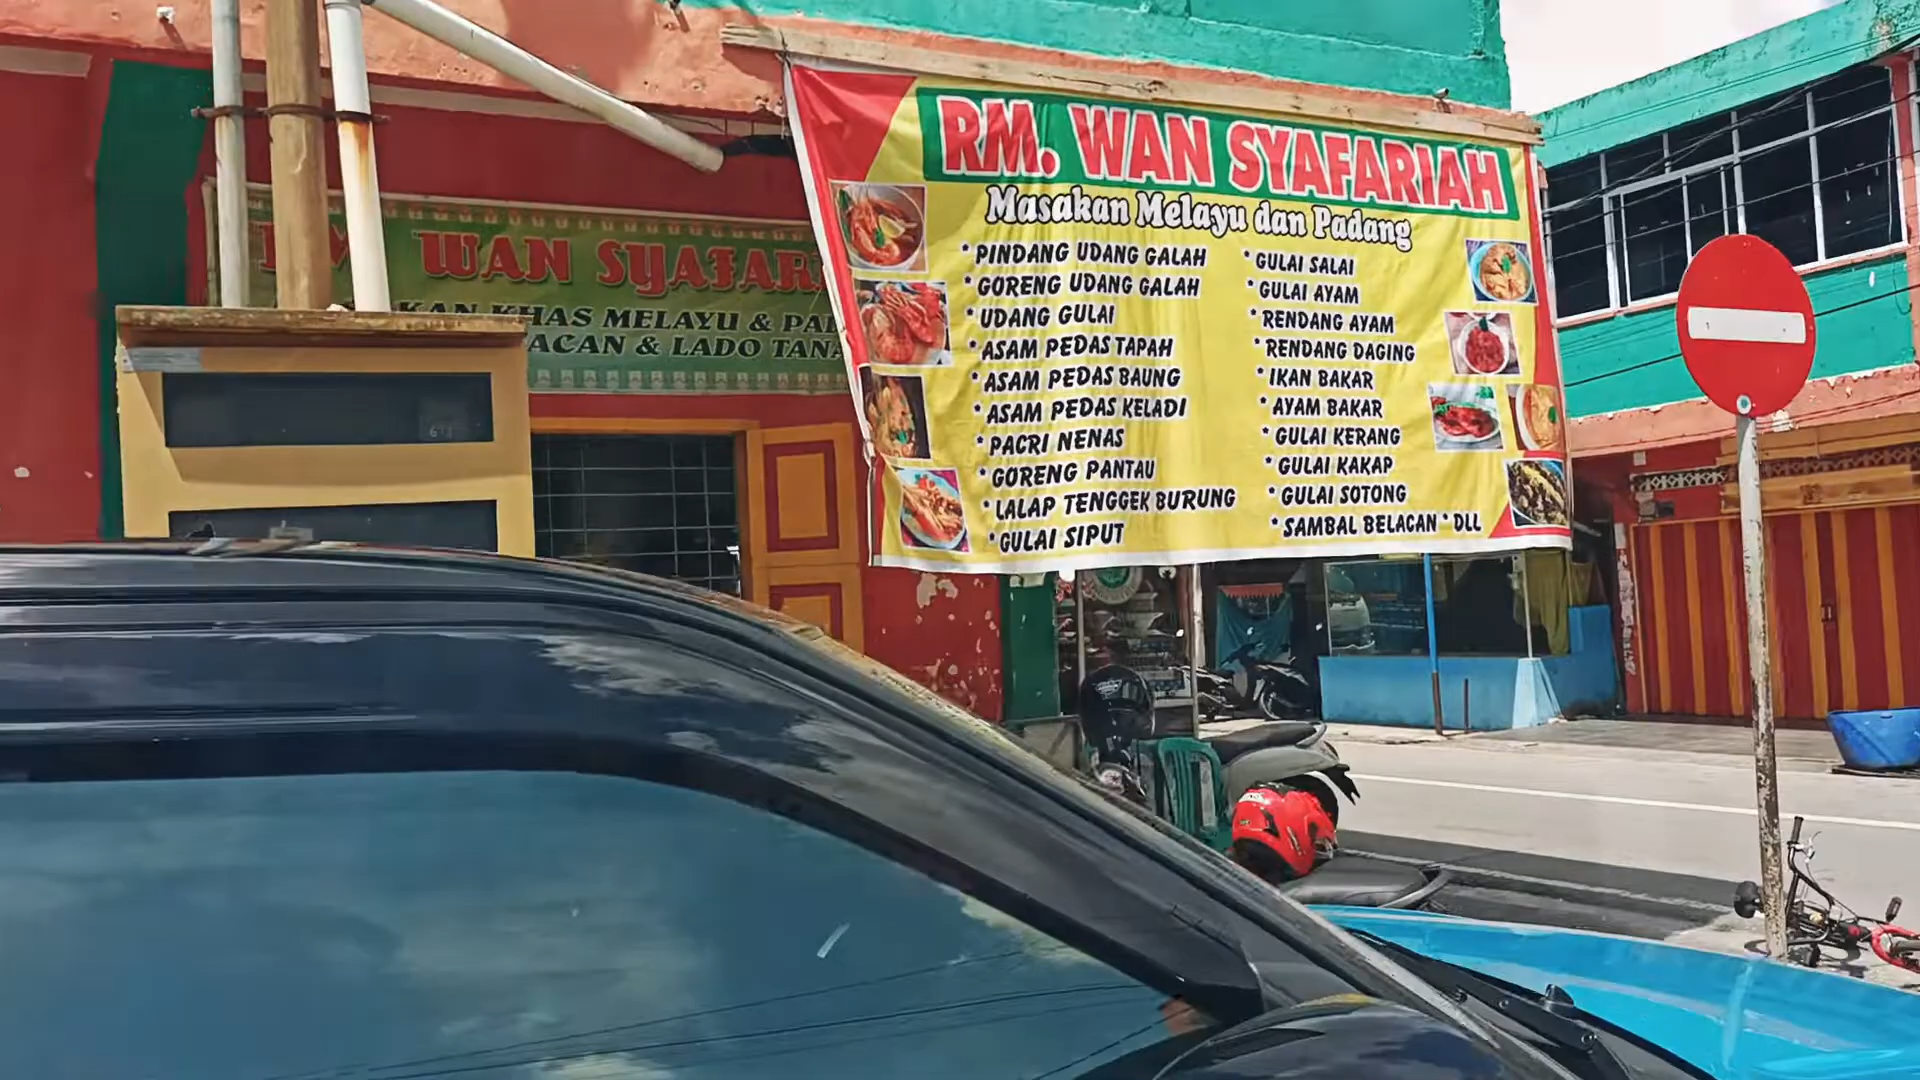 RM. WAN SYAFARIAH
Masakan Melayu dan Padang
* PINDANG UDANG GALAH
* GORENG UDANG GALAH
* UDANG GULAI
* ASAM PEDAS TAPAH
* ASAM PEDAS BAUNG
* ASAM PEDAS KELADI
* PACRI NENAS
* GORENG PANTAU
* LALAP TENGGEK BURUNG
* GULAI SIPUT
* GULAI SALAI
* GULAI AYAM
* RENDANG AYAM
* RENDANG DAGING
* IKAN BAKAR
* AYAM BAKAR
* GULAI KERANG
* GULAI KAKAP
* GULAI SOTONG
* SAMBAL BELACAN * DLL
WAN
KHAS MELAYU &
& LADO